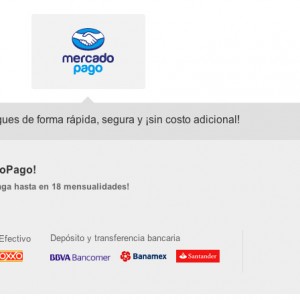 mercado
pago
gues de forma rápida, segura y ¡sin costo adicional!
oPago!
aga hasta en 18 mensualidades!
Efectivo
Depósito y transferencia bancaria
OXXO
BBVA Bancomer
Banamex
Santander